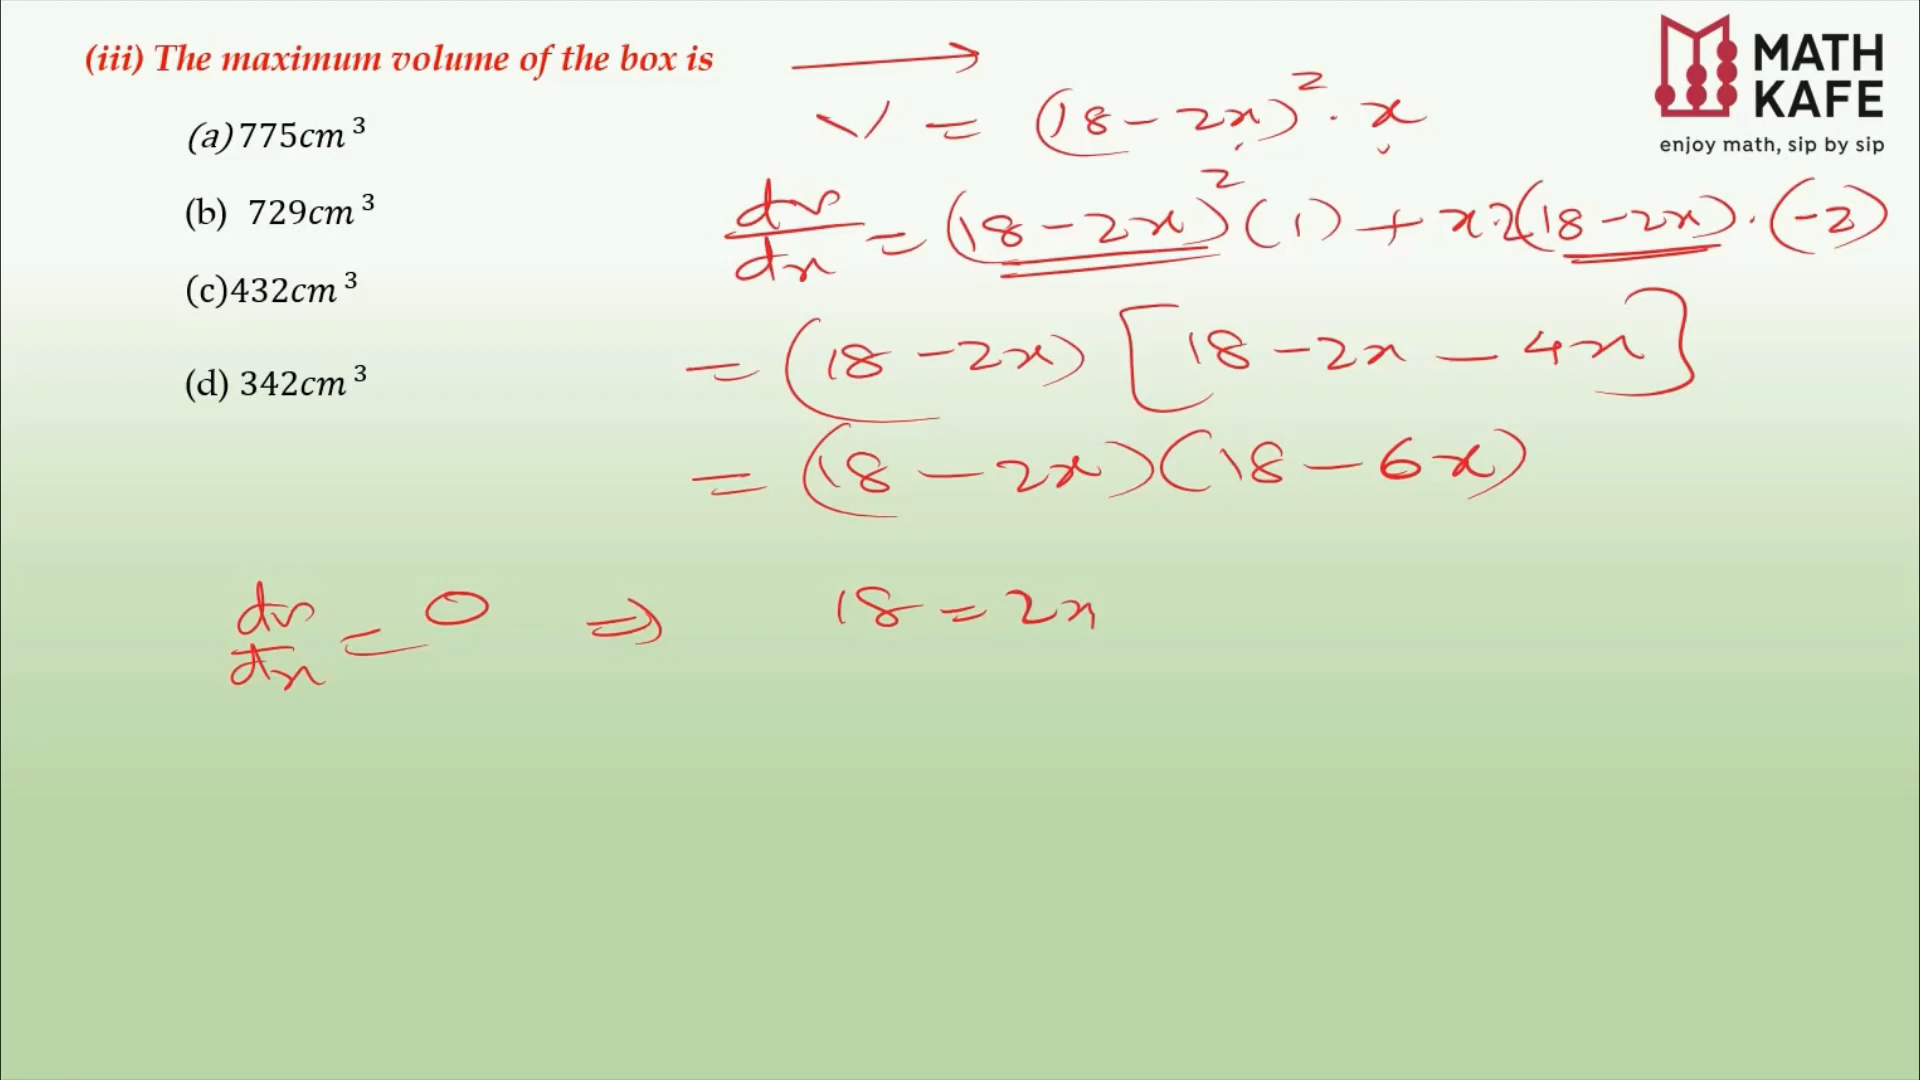 (iii) The maximum volume of the box is
(a) 775cm³
(b) 729cm³
(c) 432cm³
(d) 342cm³
MATH
KAFE
enjoy math, sip by sip
V = (18 - 2x)² · x
dv/dx = (18 - 2x)² (1) + x·2(18 - 2x) · (-2)
= (18 - 2x) [18 - 2x - 4x]
= (18 - 2x)(18 - 6x)
dv/dx = 0 ⇒ 18 = 2x